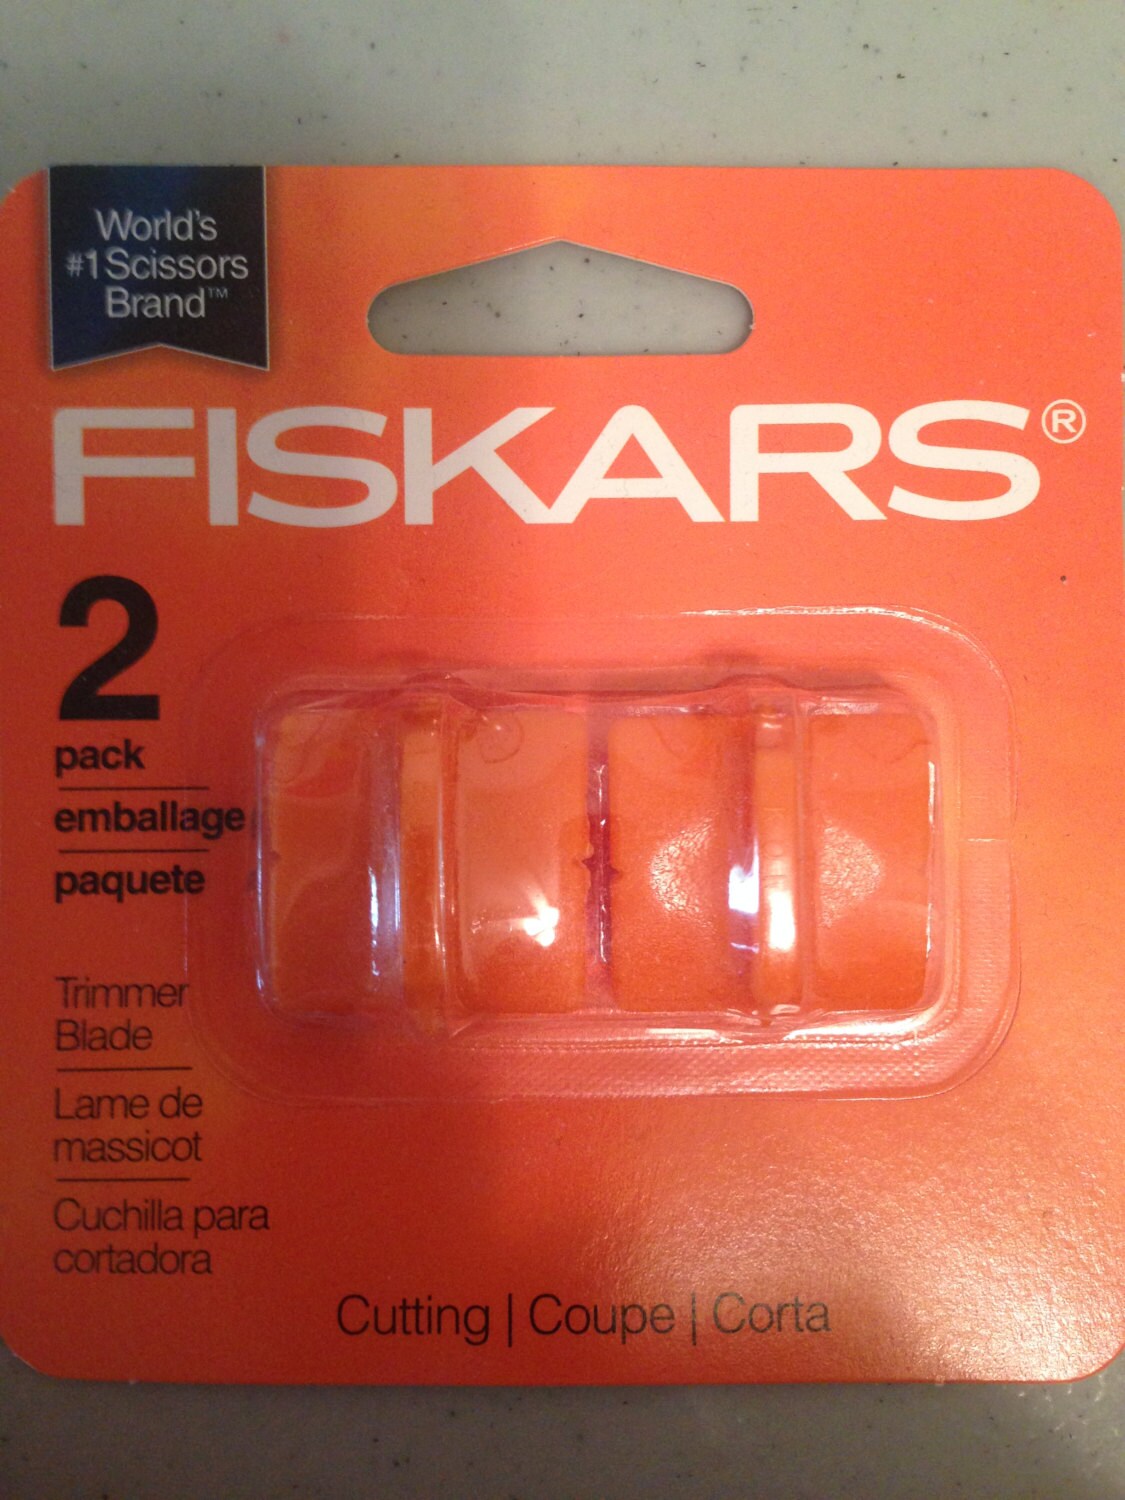 World's
#1 Scissors
Brand™
FISKARS®
2
pack
emballage
paquete
Trimmer
Blade
Lame de
massicot
Cuchilla para
cortadora
Cutting | Coupe | Corta